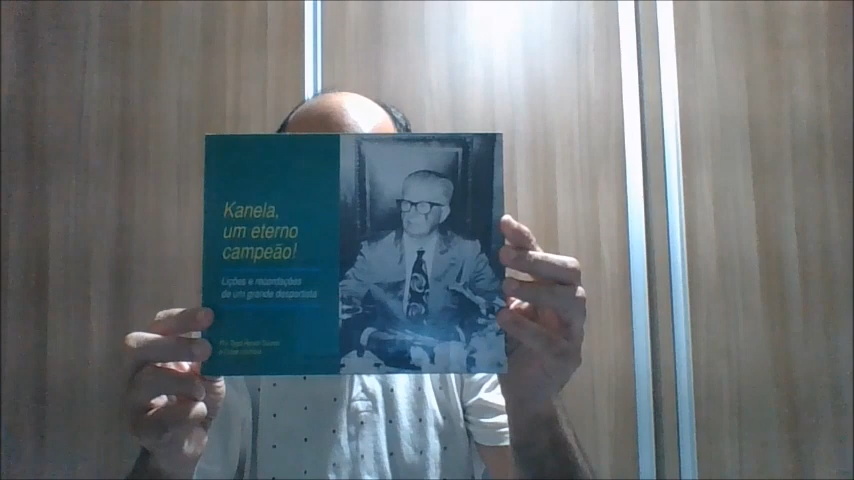 Kanela,
um eterno
campeão!
Lições e recordações
de um grande desportista